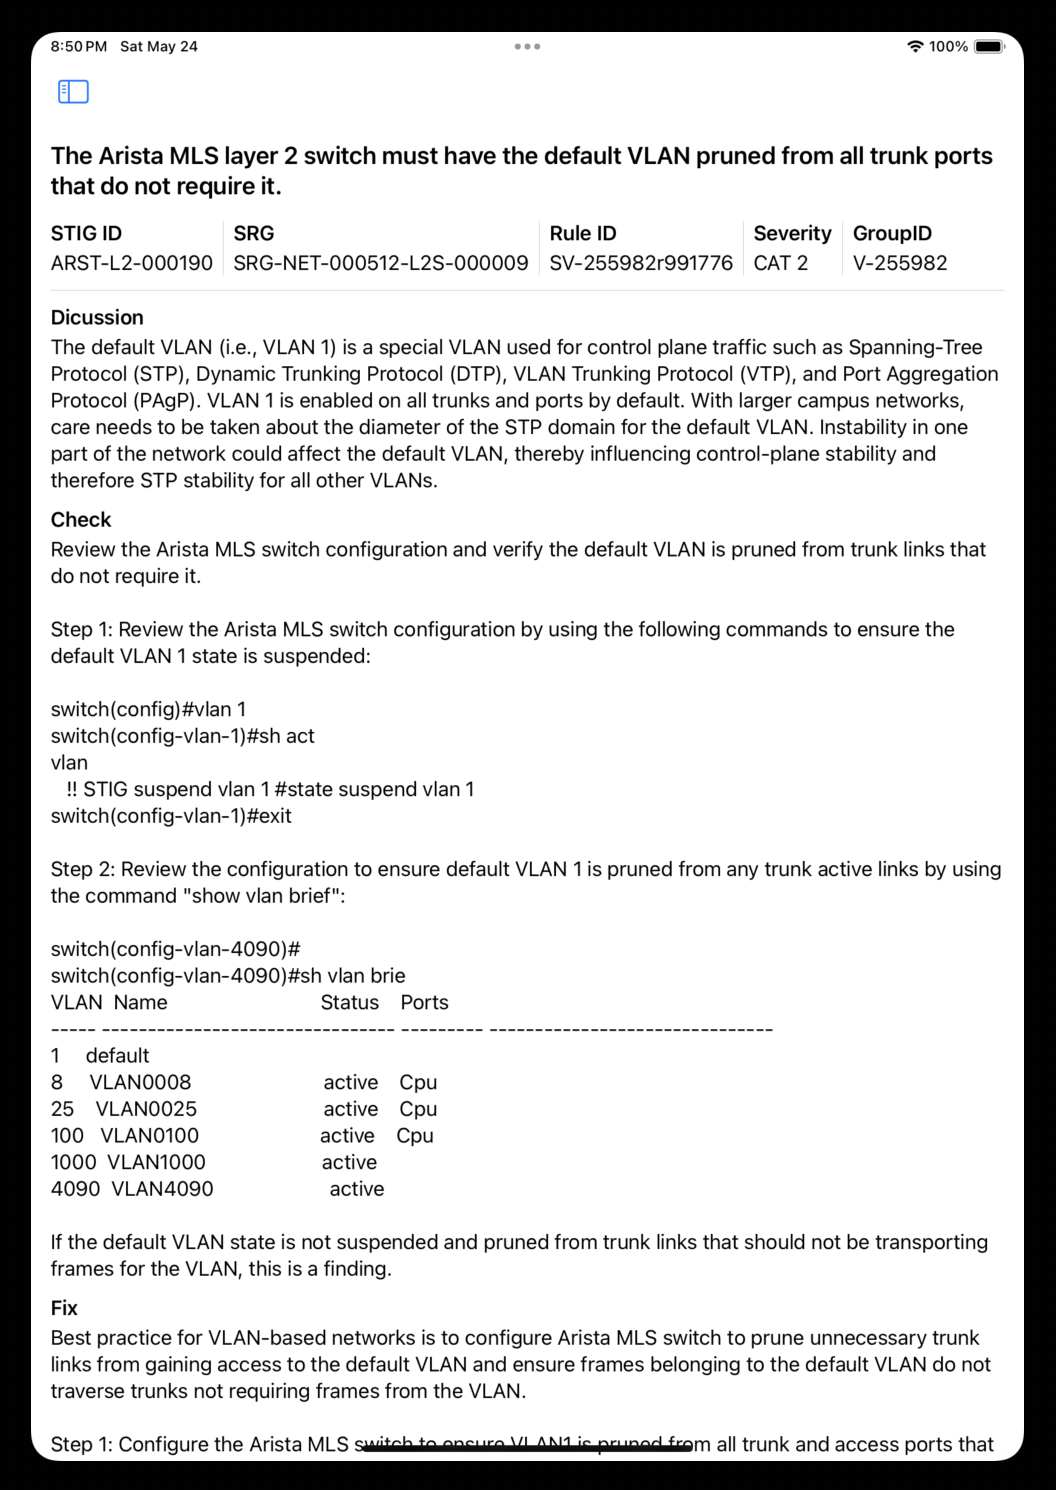 8:50 PM Sat May 24
100%
The Arista MLS layer 2 switch must have the default VLAN pruned from all trunk ports
that do not require it.
STIG ID SRG Rule ID Severity GroupID
ARST-L2-000190 SRG-NET-000512-L2S-000009 SV-255982r991776 CAT 2 V-255982
Dicussion
The default VLAN (i.e., VLAN 1) is a special VLAN used for control plane traffic such as Spanning-Tree
Protocol (STP), Dynamic Trunking Protocol (DTP), VLAN Trunking Protocol (VTP), and Port Aggregation
Protocol (PAgP). VLAN 1 is enabled on all trunks and ports by default. With larger campus networks,
care needs to be taken about the diameter of the STP domain for the default VLAN. Instability in one
part of the network could affect the default VLAN, thereby influencing control-plane stability and
therefore STP stability for all other VLANs.
Check
Review the Arista MLS switch configuration and verify the default VLAN is pruned from trunk links that
do not require it.
Step 1: Review the Arista MLS switch configuration by using the following commands to ensure the
default VLAN 1 state is suspended:
switch(config)#vlan 1
switch(config-vlan-1)#sh act
vlan
!! STIG suspend vlan 1 #state suspend vlan 1
switch(config-vlan-1)#exit
Step 2: Review the configuration to ensure default VLAN 1 is pruned from any trunk active links by using
the command "show vlan brief":
switch(config-vlan-4090)#
switch(config-vlan-4090)#sh vlan brie
VLAN Name Status Ports
----- -------------------------------- --------- -------------------------------
1 default
8 VLAN0008 active Cpu
25 VLAN0025 active Cpu
100 VLAN0100 active Cpu
1000 VLAN1000 active
4090 VLAN4090 active
If the default VLAN state is not suspended and pruned from trunk links that should not be transporting
frames for the VLAN, this is a finding.
Fix
Best practice for VLAN-based networks is to configure Arista MLS switch to prune unnecessary trunk
links from gaining access to the default VLAN and ensure frames belonging to the default VLAN do not
traverse trunks not requiring frames from the VLAN.
Step 1: Configure the Arista MLS switch to ensure VLAN1 is pruned from all trunk and access ports that